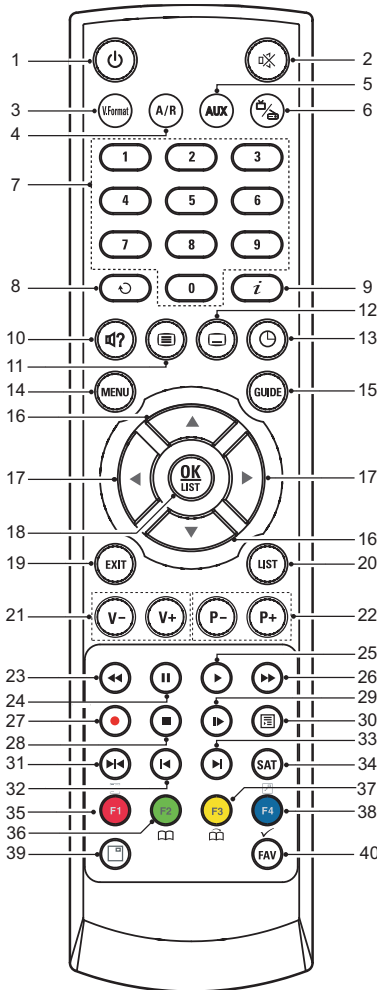 1 2
5
3 V.Format A/R AUX 6
4
7 1 2 3
4 5 6
7 8 9
8 0 i 9
12
10 ? 13
11
14 MENU GUIDE 15
16
17 OK 17
LIST
18
16
19 EXIT LIST 20
21 V- V+ P- P+ 22
25
23 26
24 29
27 30
28 33
31 SAT 34
32 37
35 F1 F2 F3 F4 38
36
39 FAV 40